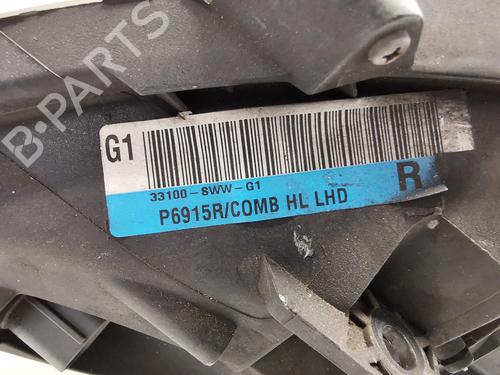 B-PARTS
G1
33100-SWW-G1
P6915R/COMB HL LHD
R